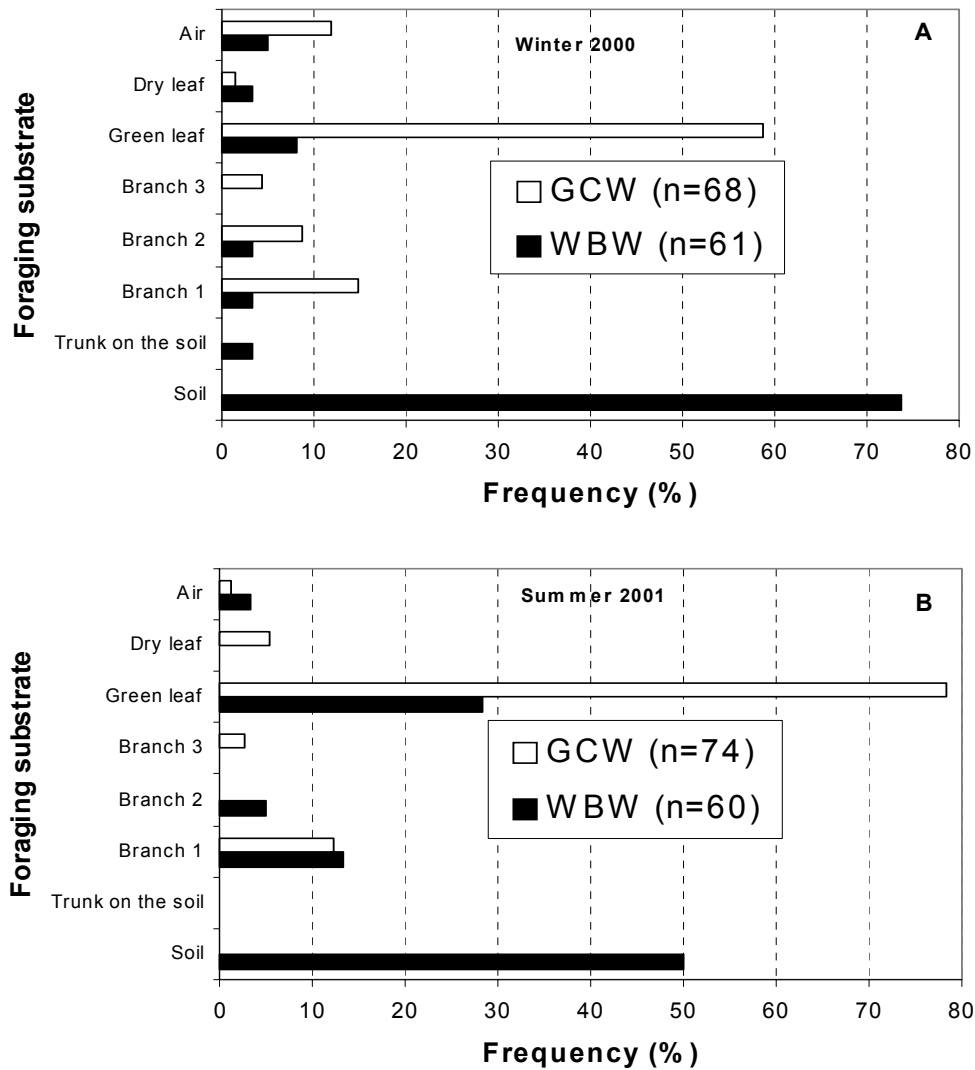 A
Winter 2000
Foraging substrate
Air
Dry leaf
Green leaf
Branch 3
Branch 2
Branch 1
Trunk on the soil
Soil
GCW (n=68)
WBW (n=61)
0 10 20 30 40 50 60 70 80
Frequency (%)
B
Summer 2001
Foraging substrate
Air
Dry leaf
Green leaf
Branch 3
Branch 2
Branch 1
Trunk on the soil
Soil
GCW (n=74)
WBW (n=60)
0 10 20 30 40 50 60 70 80
Frequency (%)